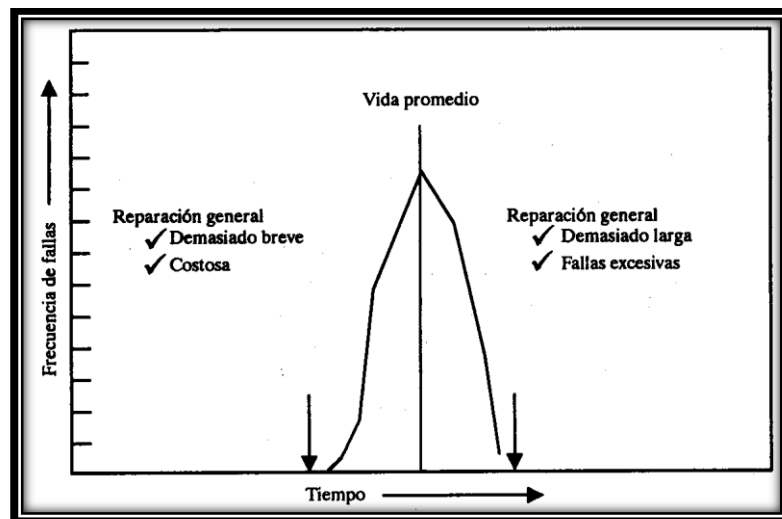 Vida promedio
Frecuencia de fallas
Reparación general
✓ Demasiado breve
✓ Costosa
Reparación general
✓ Demasiado larga
✓ Fallas excesivas
Tiempo